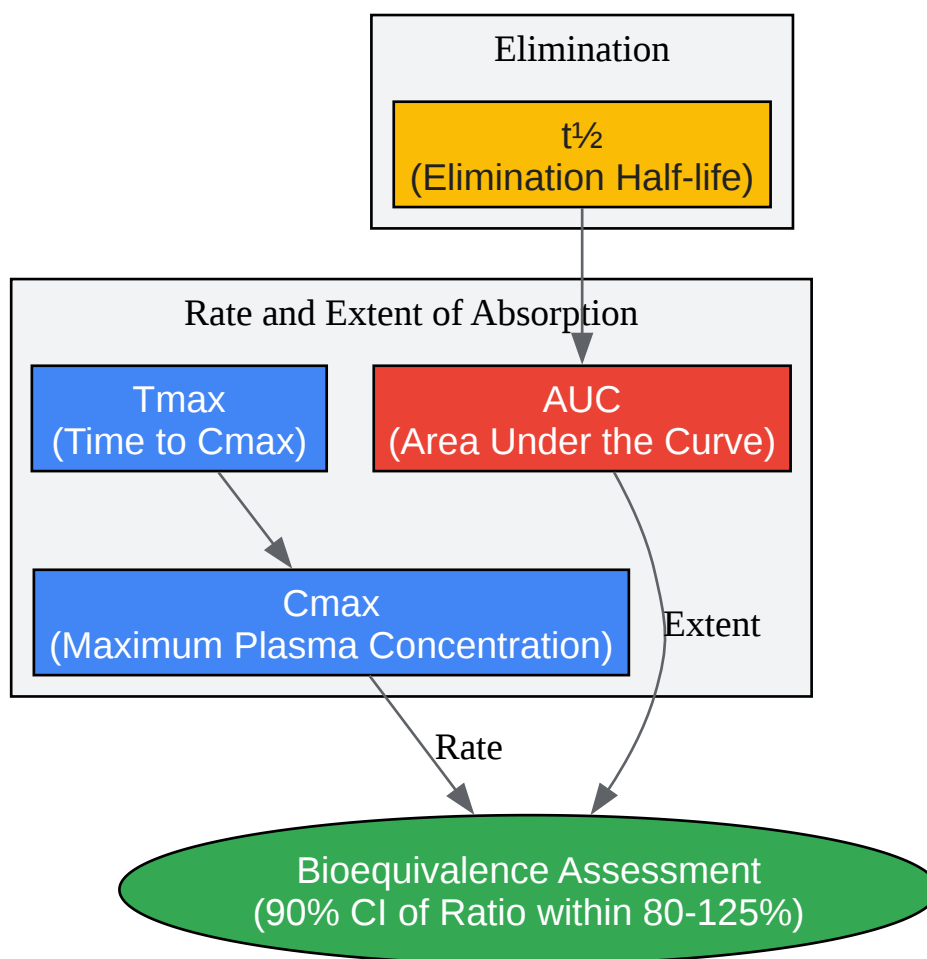 Elimination
t½
(Elimination Half-life)
Rate and Extent of Absorption
Tmax
(Time to Cmax)
AUC
(Area Under the Curve)
Cmax
(Maximum Plasma Concentration)
Extent
Rate
Bioequivalence Assessment
(90% CI of Ratio within 80-125%)